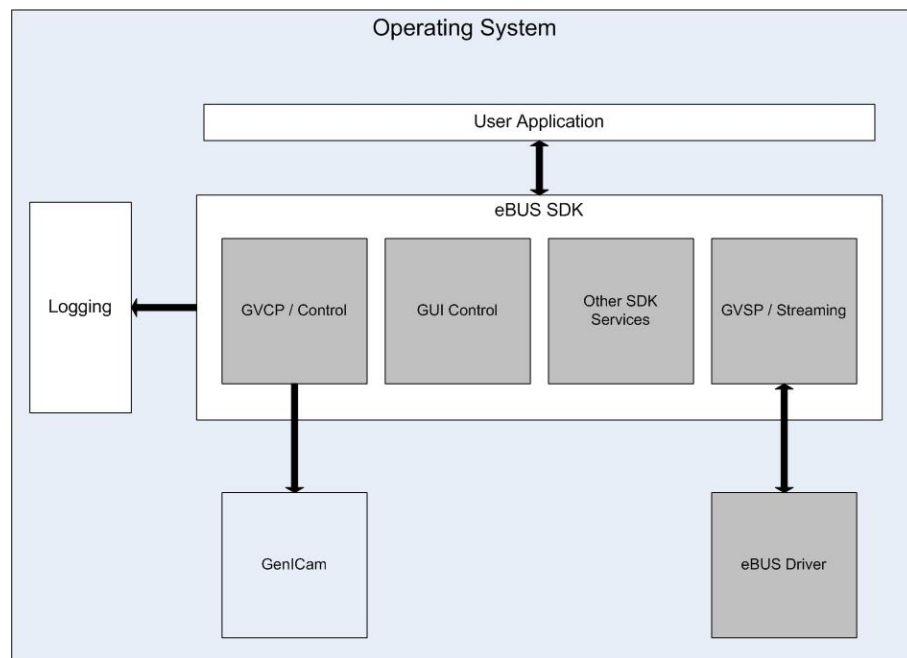 Operating System
User Application
eBUS SDK
Logging
GVCP / Control
GUI Control
Other SDK
Services
GVSP / Streaming
GenICam
eBUS Driver